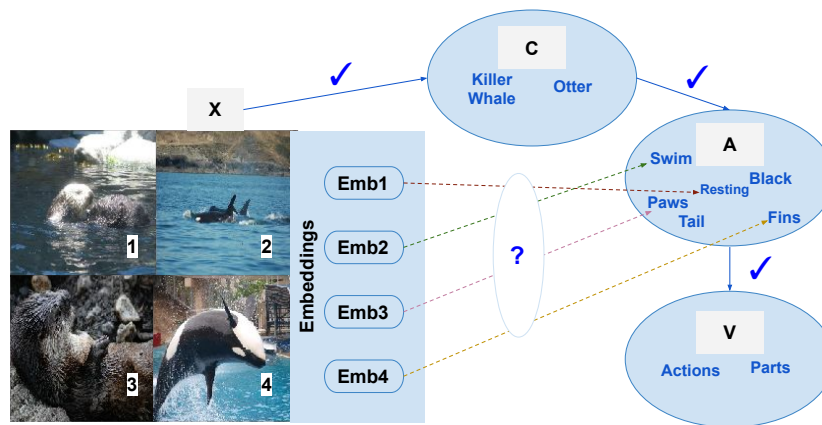 C
Killer
Whale
Otter
✓
✓
X
A
Swim
Black
Resting
Paws
Tail
Fins
Embeddings
Emb1
Emb2
Emb3
Emb4
1
2
3
4
?
✓
V
Actions
Parts